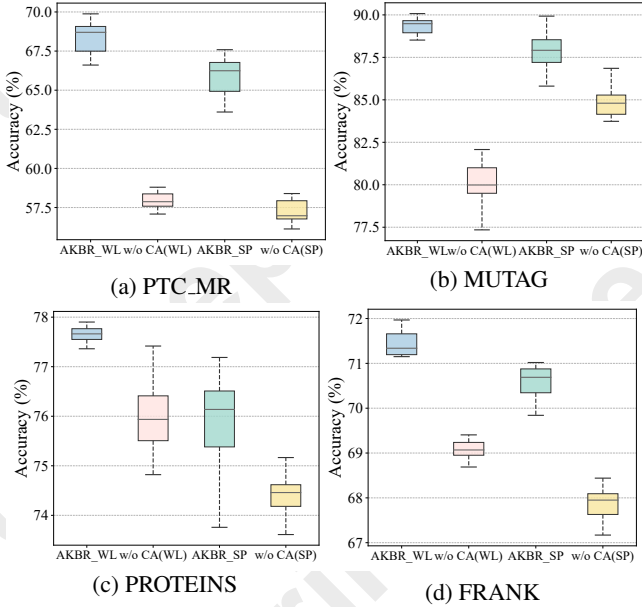 Accuracy (%)
70.0
67.5
65.0
62.5
60.0
57.5
AKBR_WL w/o CA(WL) AKBR_SP w/o CA(SP)
(a) PTC_MR
Accuracy (%)
90.0
87.5
85.0
82.5
80.0
77.5
AKBR_WL w/o CA(WL) AKBR_SP w/o CA(SP)
(b) MUTAG
Accuracy (%)
78
77
76
75
74
AKBR_WL w/o CA(WL) AKBR_SP w/o CA(SP)
(c) PROTEINS
Accuracy (%)
72
71
70
69
68
67
AKBR_WL w/o CA(WL) AKBR_SP w/o CA(SP)
(d) FRANK